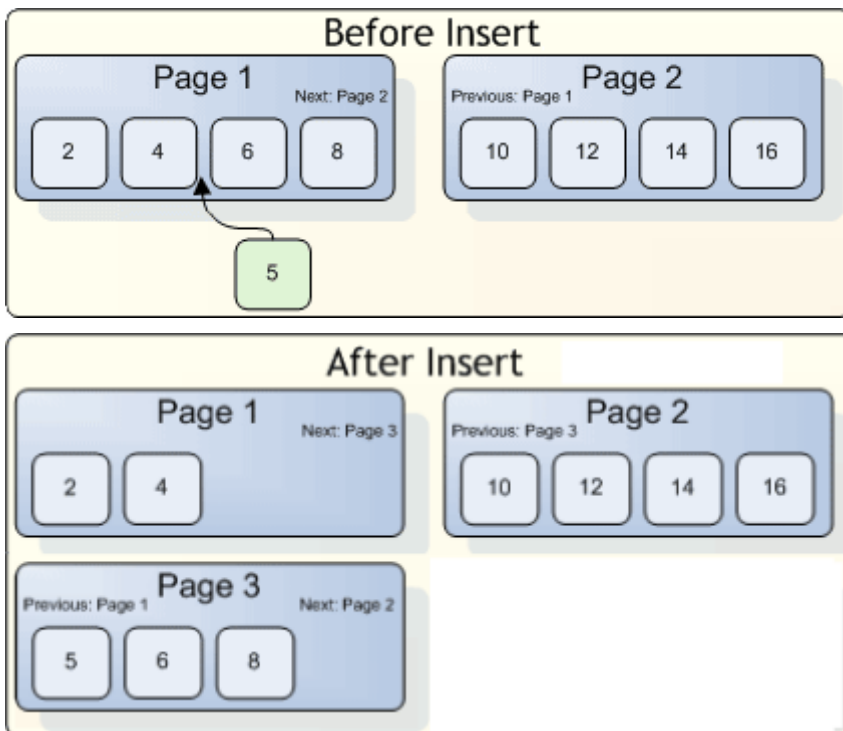 Before Insert
Page 1
Next: Page 2
2 4 6 8
Page 2
Previous: Page 1
10 12 14 16
5
After Insert
Page 1
Next: Page 3
2 4
Page 2
Previous: Page 3
10 12 14 16
Page 3
Previous: Page 1
Next: Page 2
5 6 8